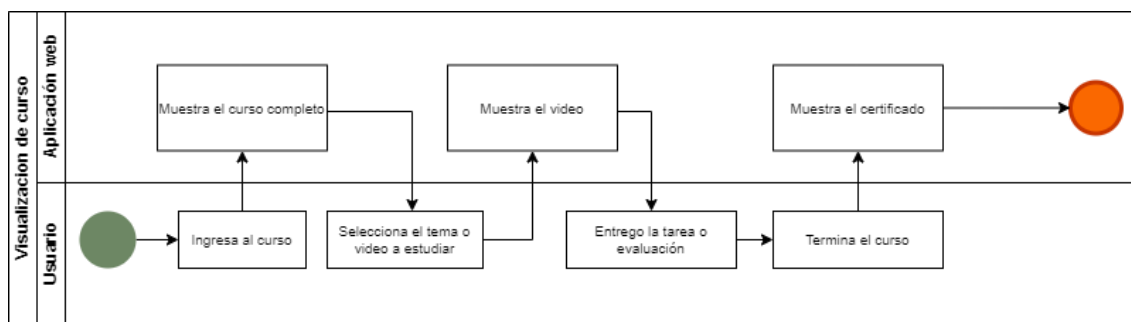 Visualizacion de curso
Aplicación web
Muestra el curso completo
Muestra el video
Muestra el certificado
Usuario
Ingresa al curso
Selecciona el tema o
video a estudiar
Entrego la tarea o
evaluación
Termina el curso